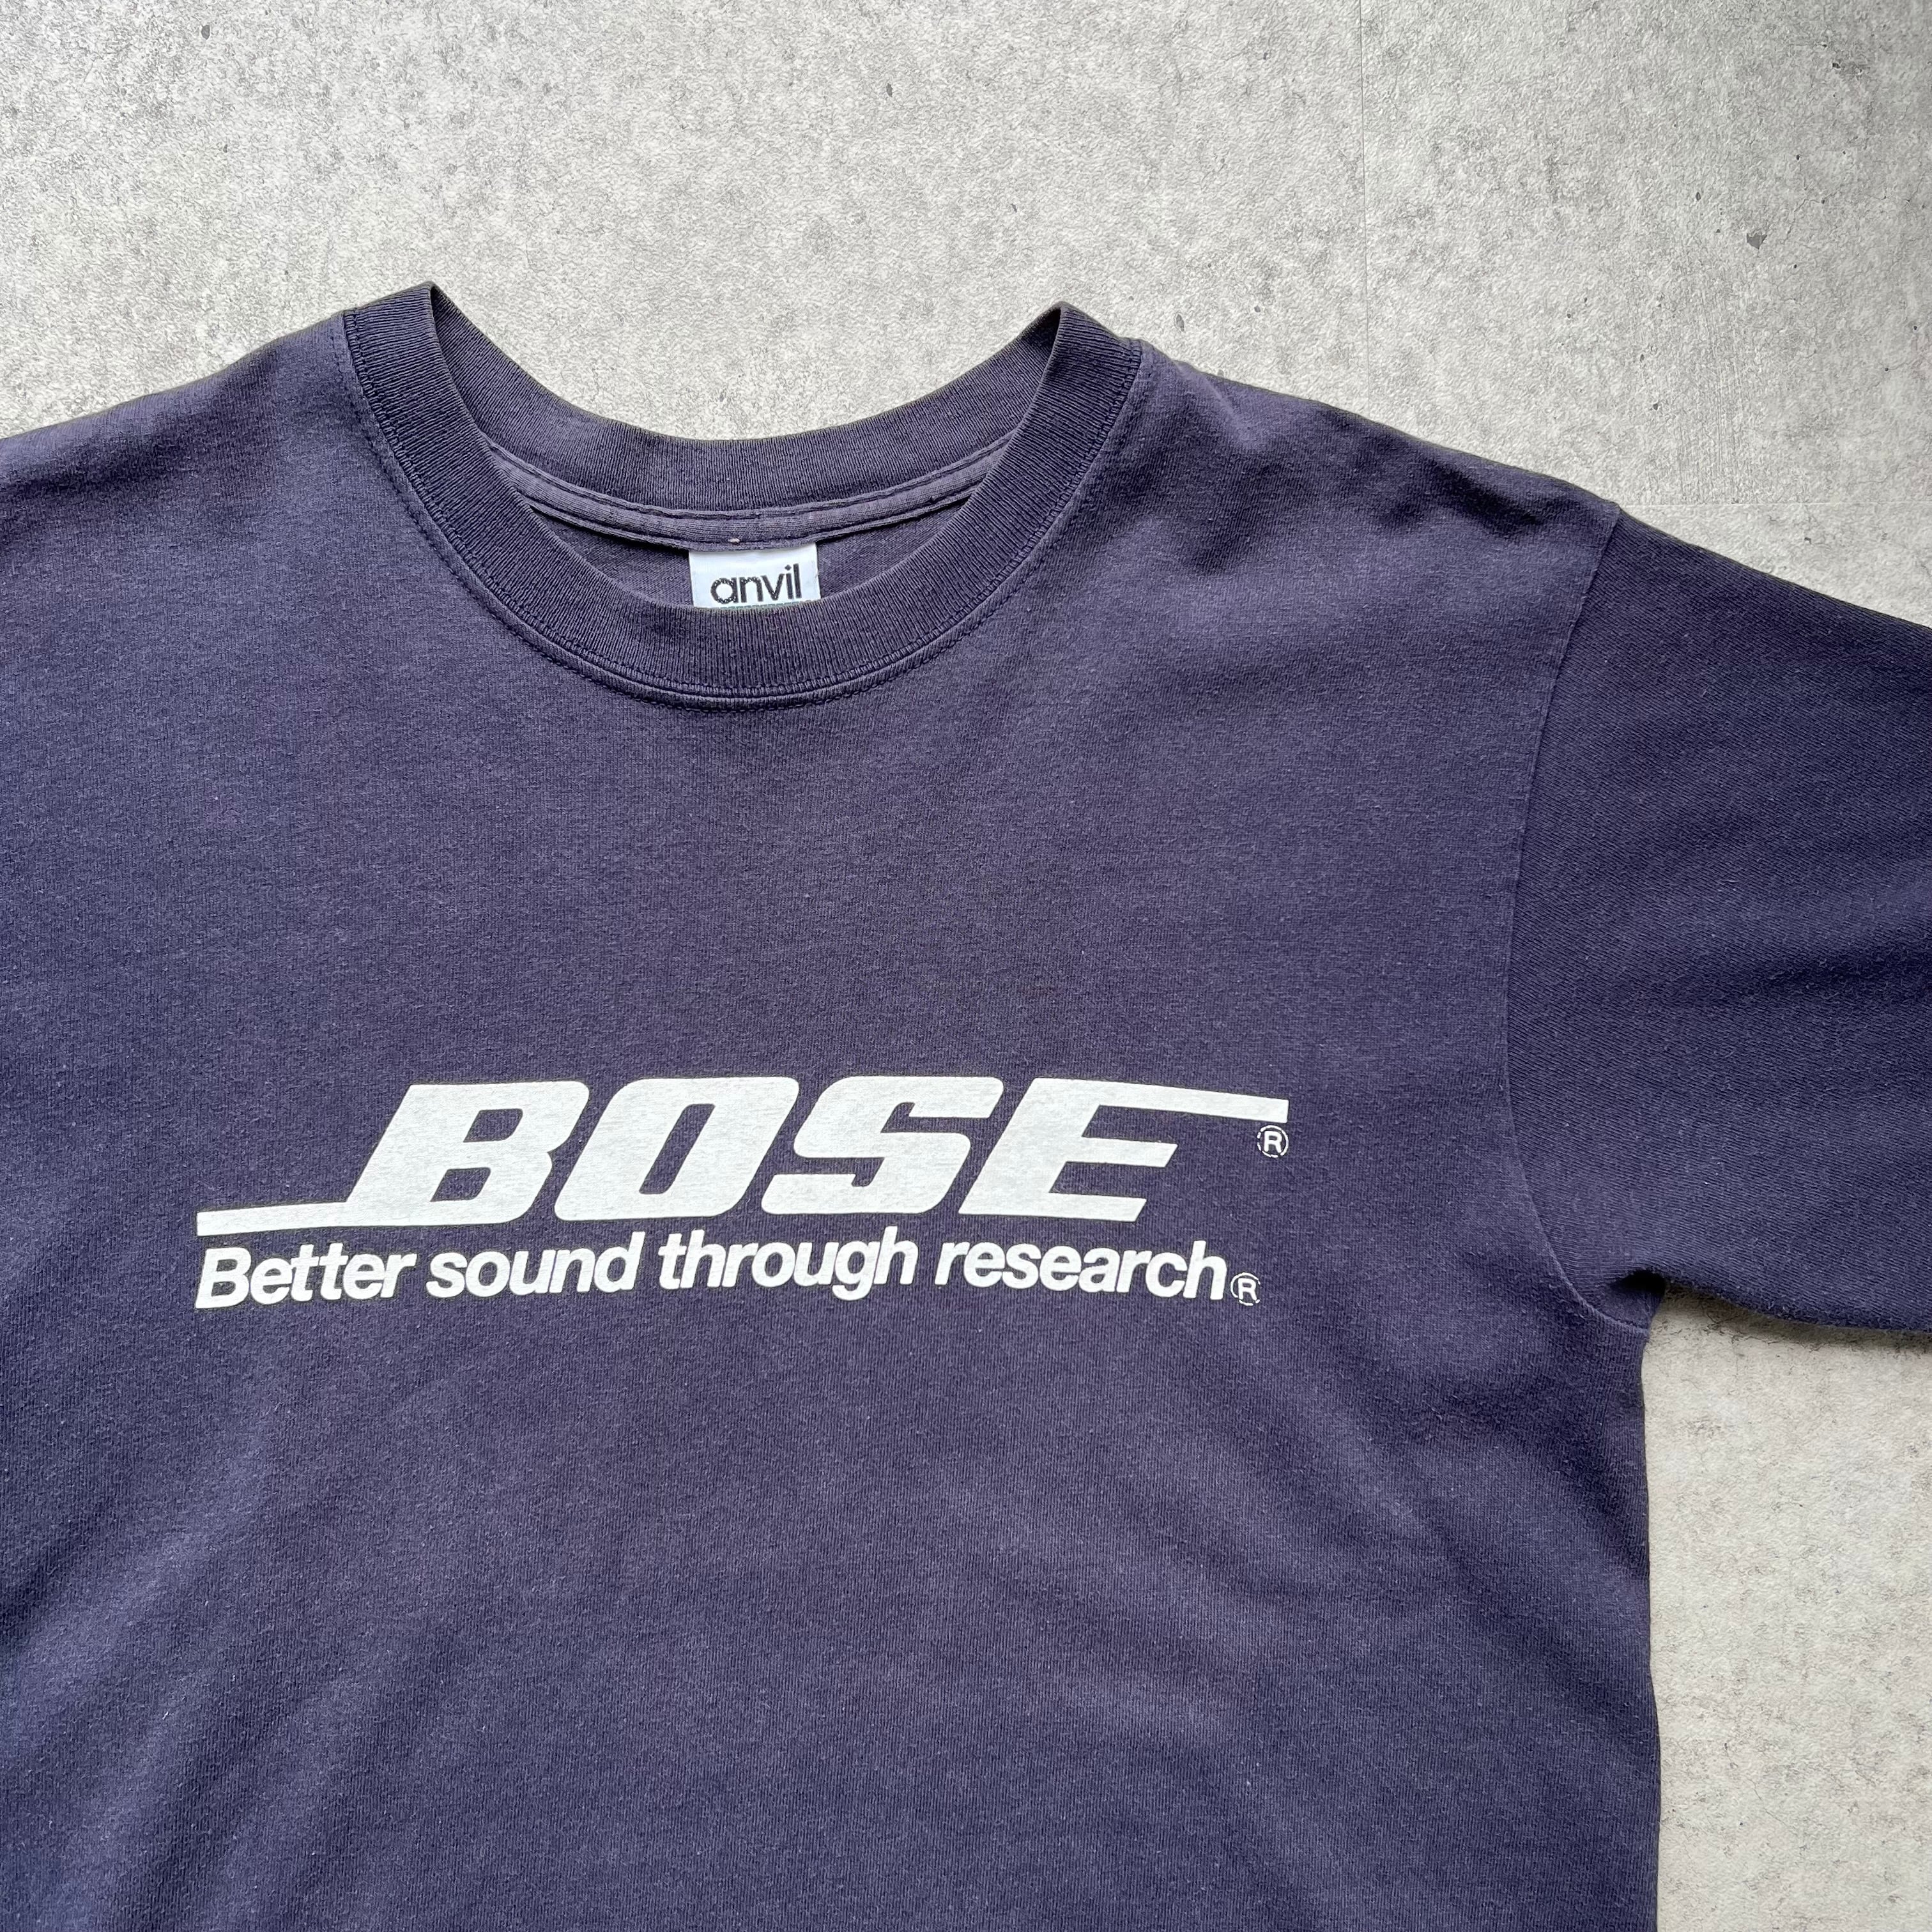 anvil
BOSE®
Better sound through research®